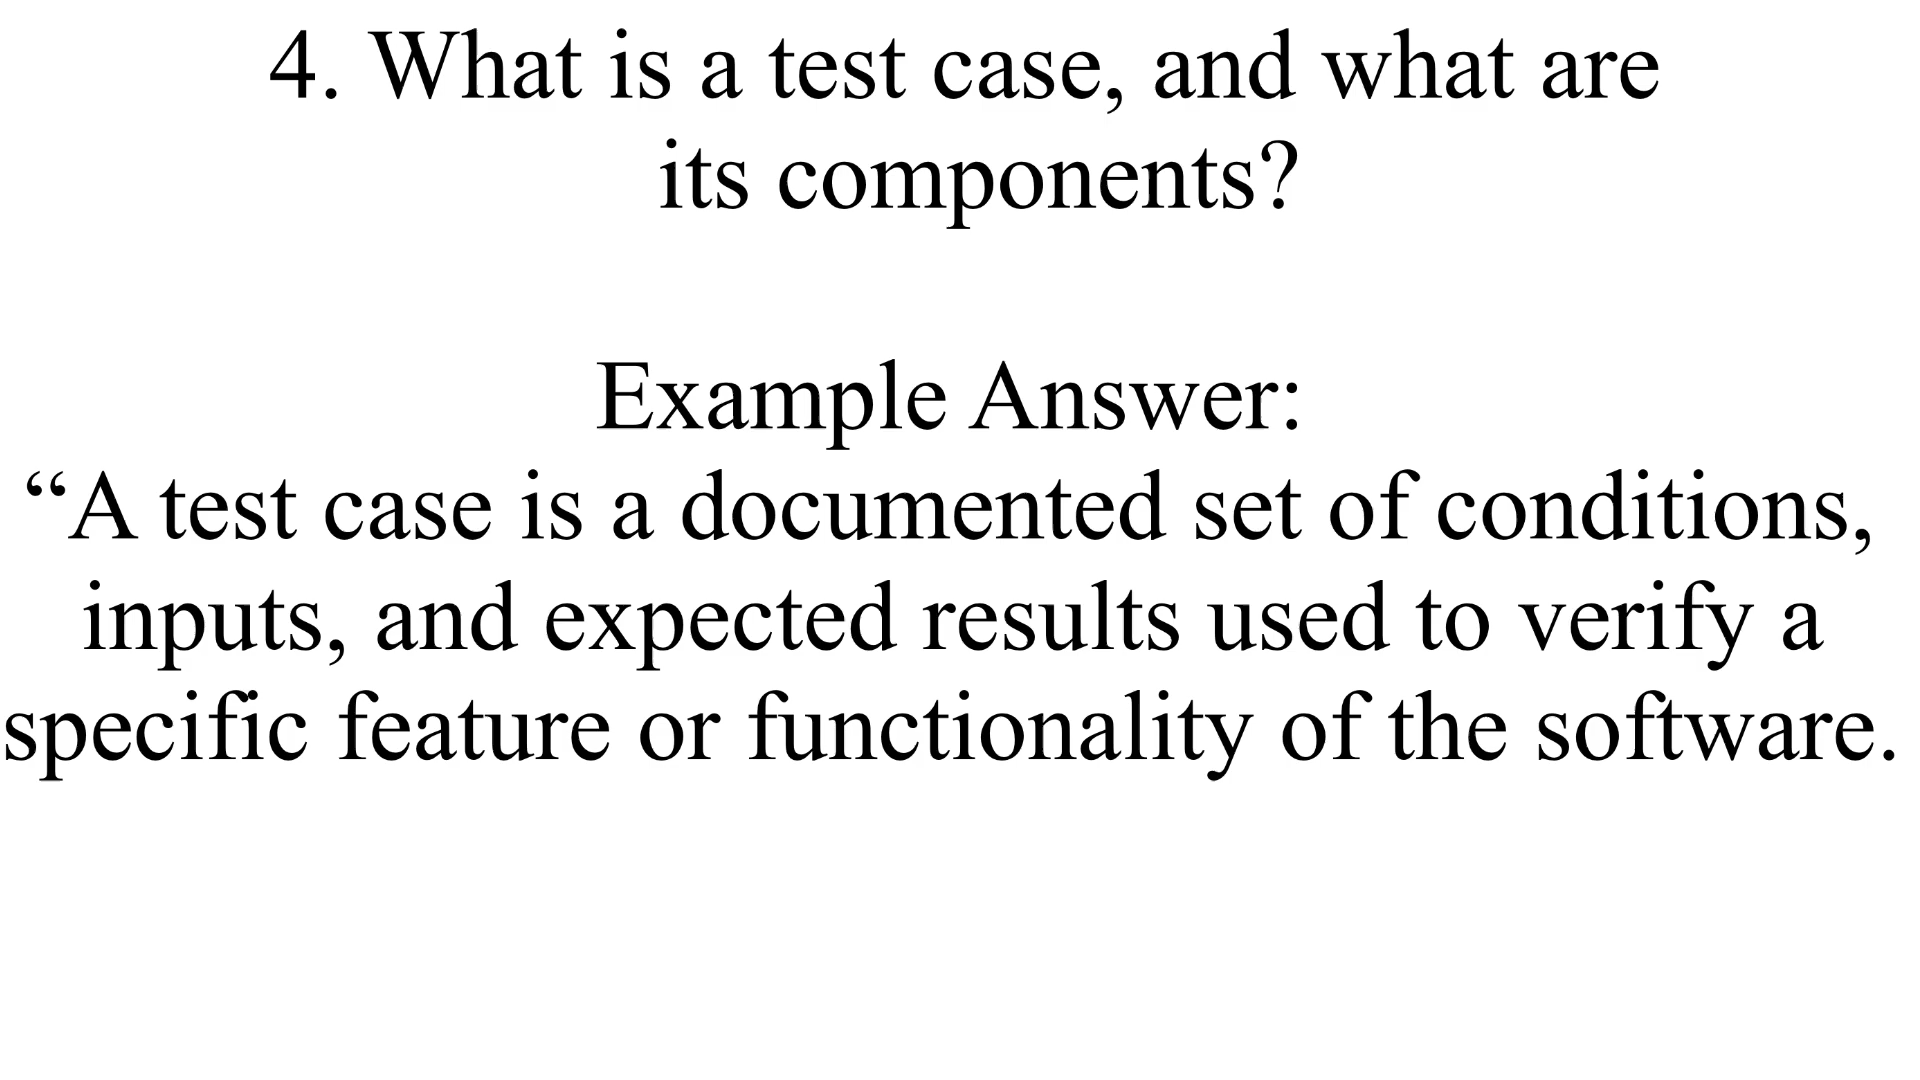 4. What is a test case, and what are
its components?
Example Answer:
“A test case is a documented set of conditions,
inputs, and expected results used to verify a
specific feature or functionality of the software.